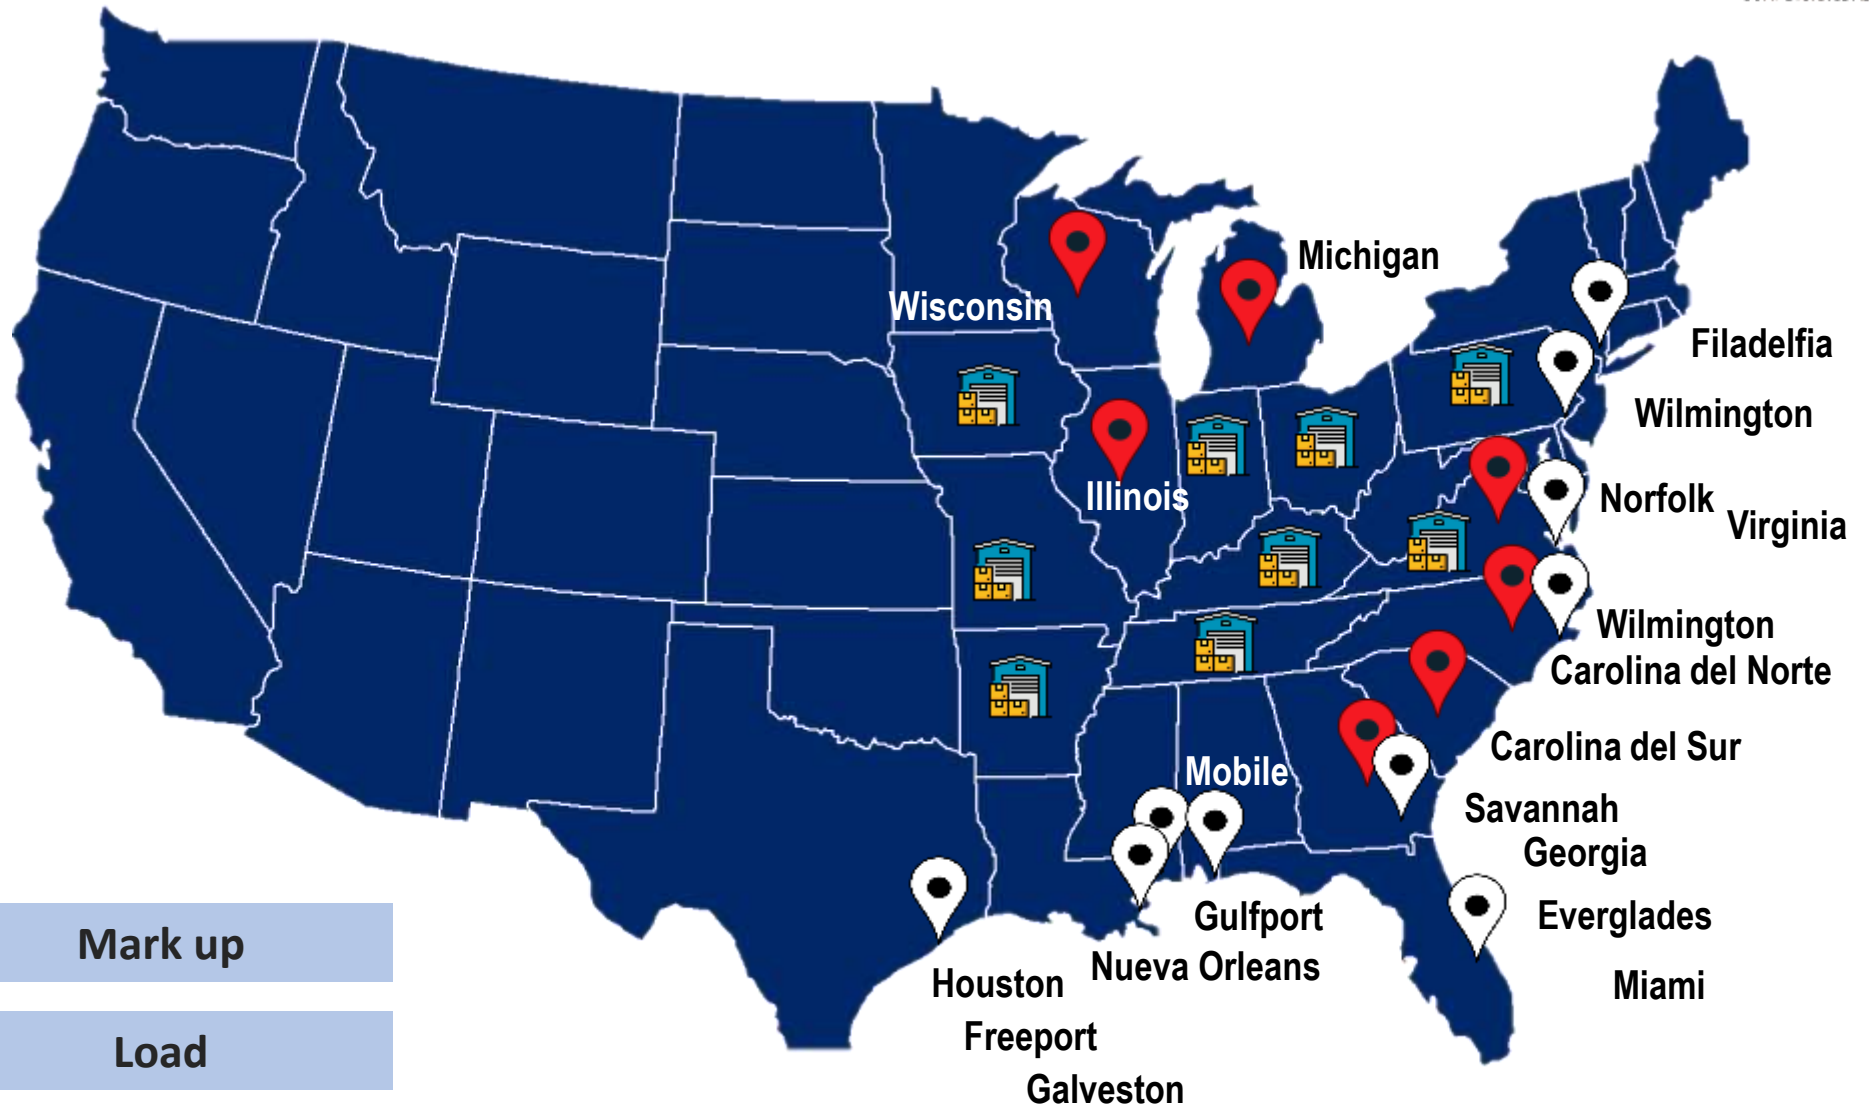 Michigan
Wisconsin
Filadelfia
Wilmington
Illinois
Norfolk
Virginia
Wilmington
Carolina del Norte
Carolina del Sur
Mobile
Savannah
Georgia
Gulfport
Everglades
Nueva Orleans
Houston
Miami
Freeport
Galveston
Mark up
Load